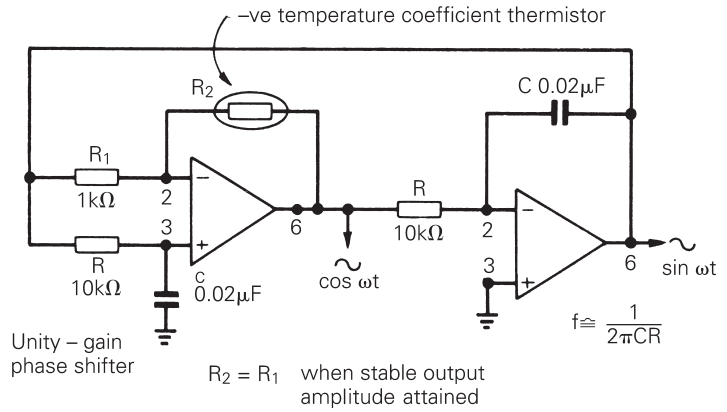 –ve temperature coefficient thermistor
R2
C 0.02μF
R1
1kΩ
2
–
3
+
R
10kΩ
C
0.02μF
6
cos ωt
R
10kΩ
2
–
3
+
6
sin ωt
f≅ 1/2πCR
Unity – gain
phase shifter
R2 = R1 when stable output
amplitude attained